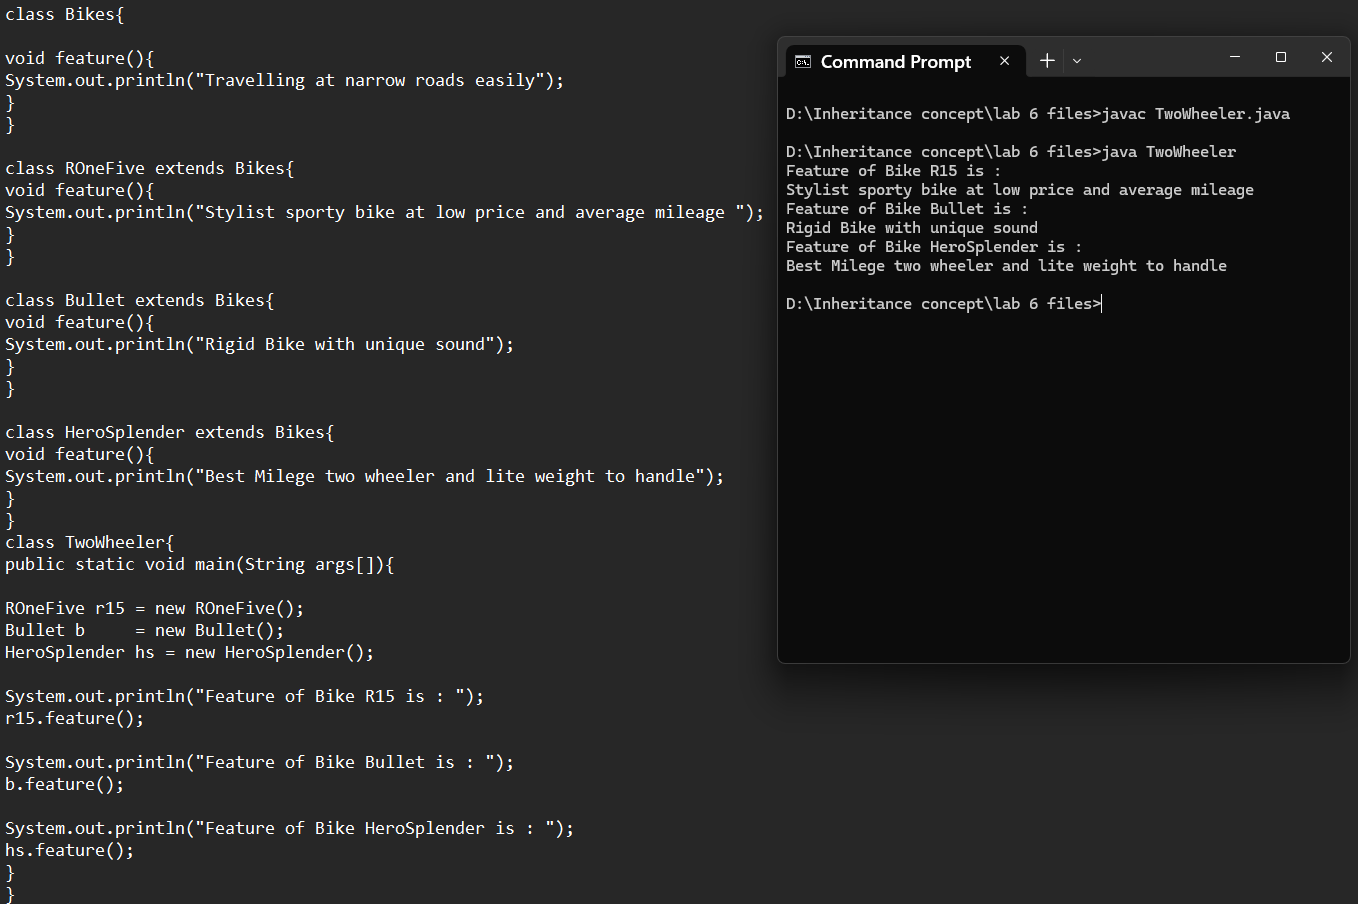 class Bikes{
void feature(){
System.out.println("Travelling at narrow roads easily");
}
}
class ROneFive extends Bikes{
void feature(){
System.out.println("Stylist sporty bike at low price and average mileage ");
}
}
class Bullet extends Bikes{
void feature(){
System.out.println("Rigid Bike with unique sound");
}
}
class HeroSplender extends Bikes{
void feature(){
System.out.println("Best Milege two wheeler and lite weight to handle");
}
}
class TwoWheeler{
public static void main(String args[]){
ROneFive r15 = new ROneFive();
Bullet b     = new Bullet();
HeroSplender hs = new HeroSplender();
System.out.println("Feature of Bike R15 is : ");
r15.feature();
System.out.println("Feature of Bike Bullet is : ");
b.feature();
System.out.println("Feature of Bike HeroSplender is : ");
hs.feature();
}
}
Command Prompt
D:\Inheritance concept\lab 6 files>javac TwoWheeler.java
D:\Inheritance concept\lab 6 files>java TwoWheeler
Feature of Bike R15 is :
Stylist sporty bike at low price and average mileage
Feature of Bike Bullet is :
Rigid Bike with unique sound
Feature of Bike HeroSplender is :
Best Milege two wheeler and lite weight to handle
D:\Inheritance concept\lab 6 files>